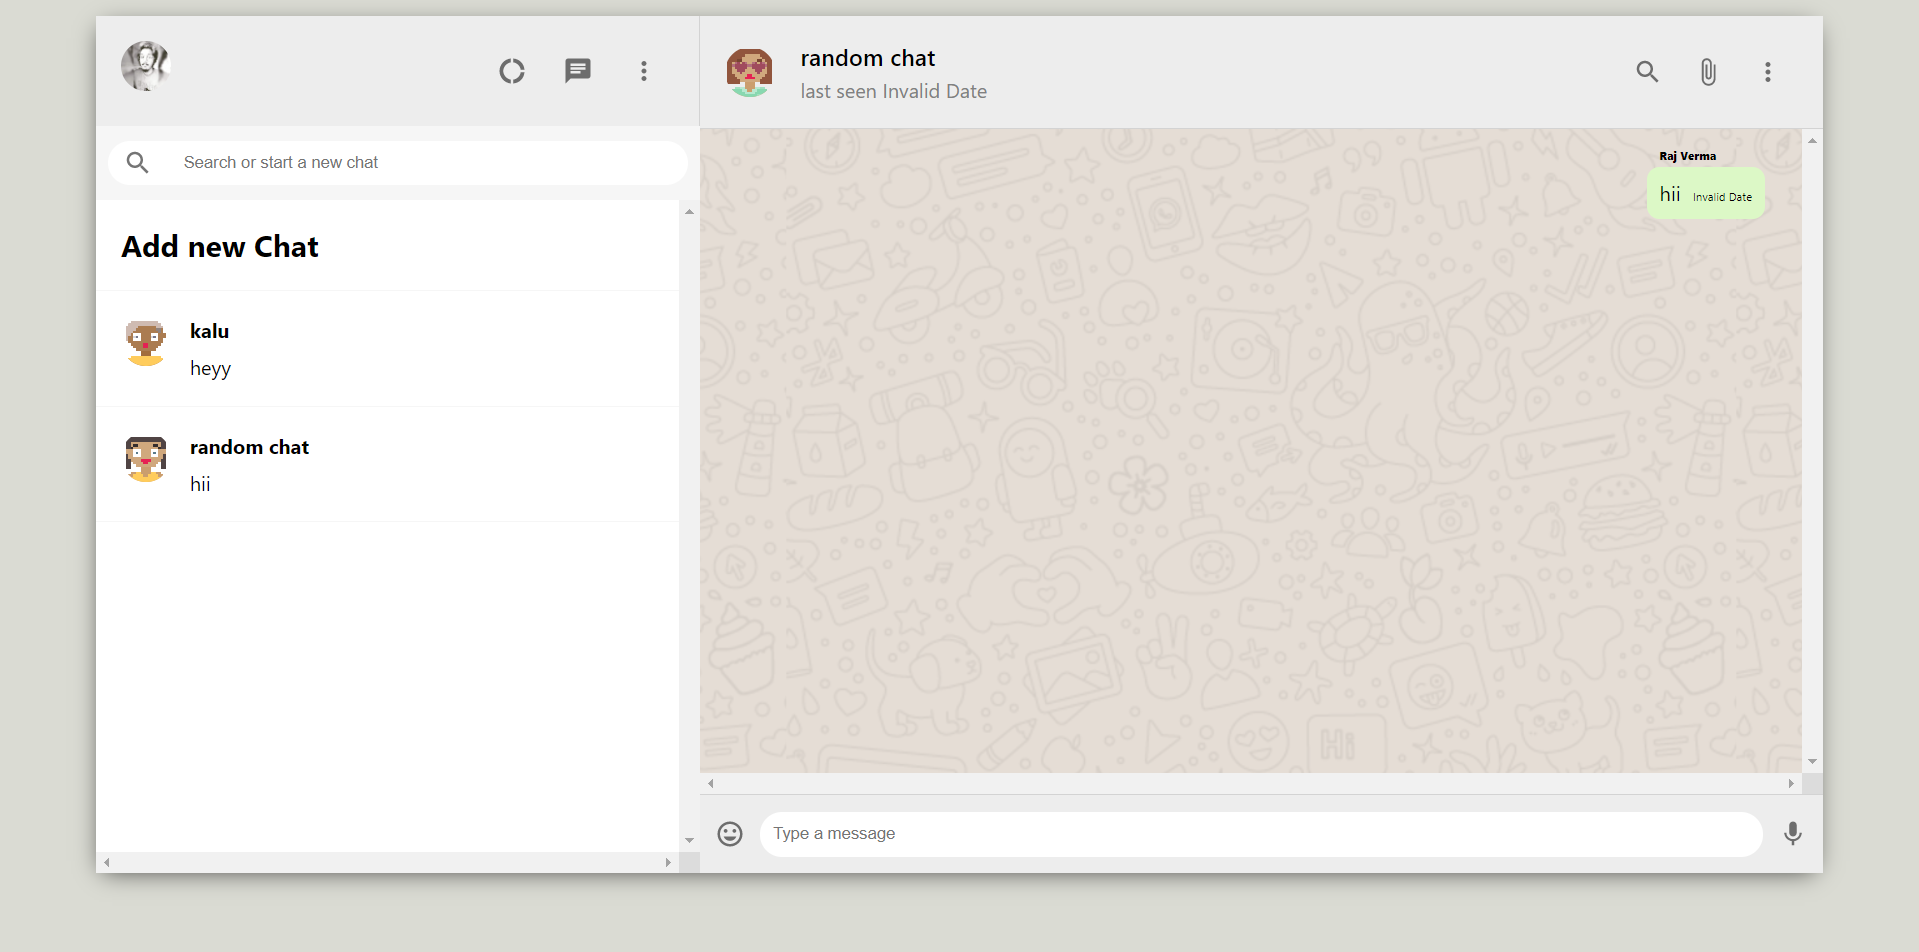 Search or start a new chat
Add new Chat
kalu
heyy
random chat
hii
random chat
last seen Invalid Date
Raj Verma
hii Invalid Date
Hi
Type a message